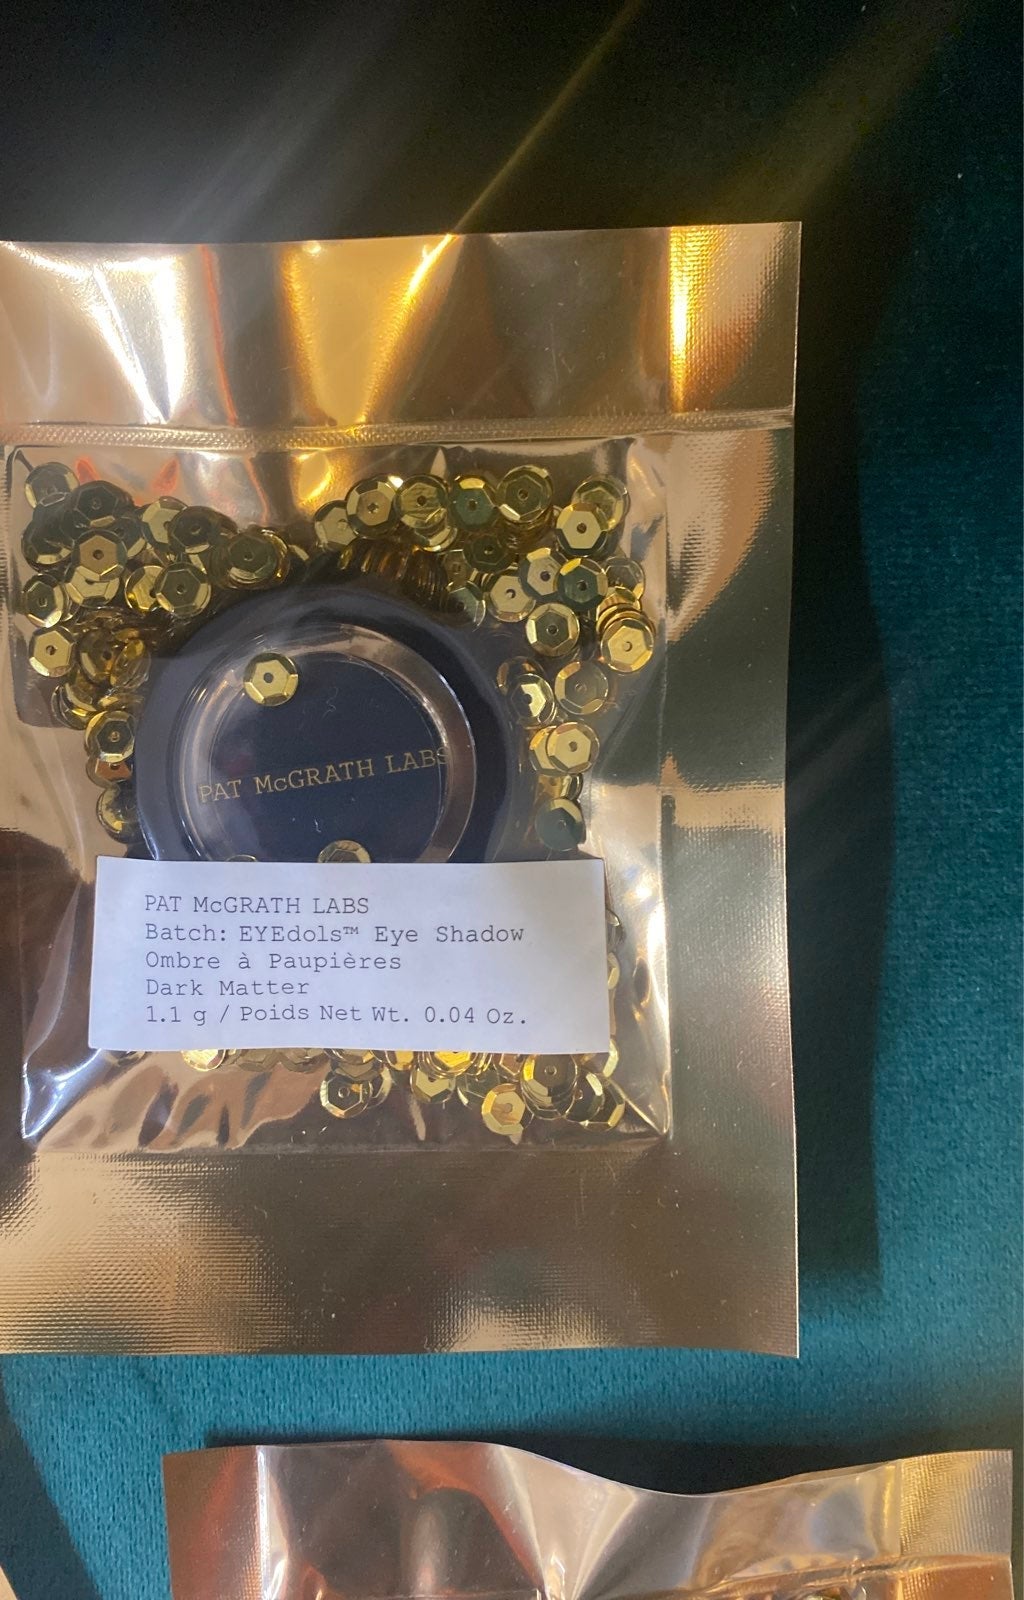 PAT McGRATH LABS
PAT McGRATH LABS
Batch: EYEdols™ Eye Shadow
Ombre à Paupières
Dark Matter
1.1 g / Poids Net Wt. 0.04 Oz.